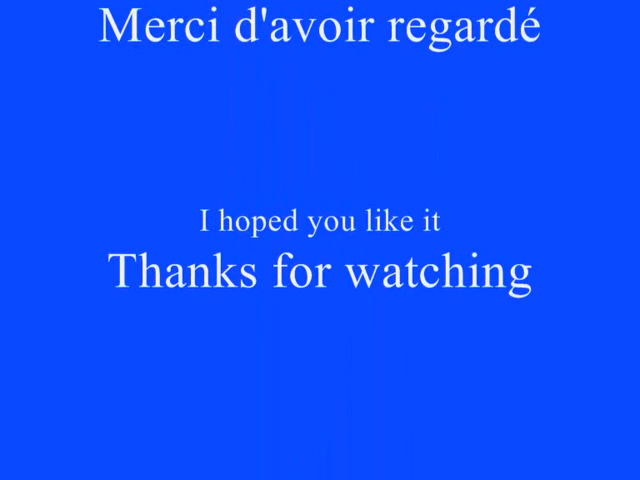 Merci d'avoir regardé
I hoped you like it
Thanks for watching